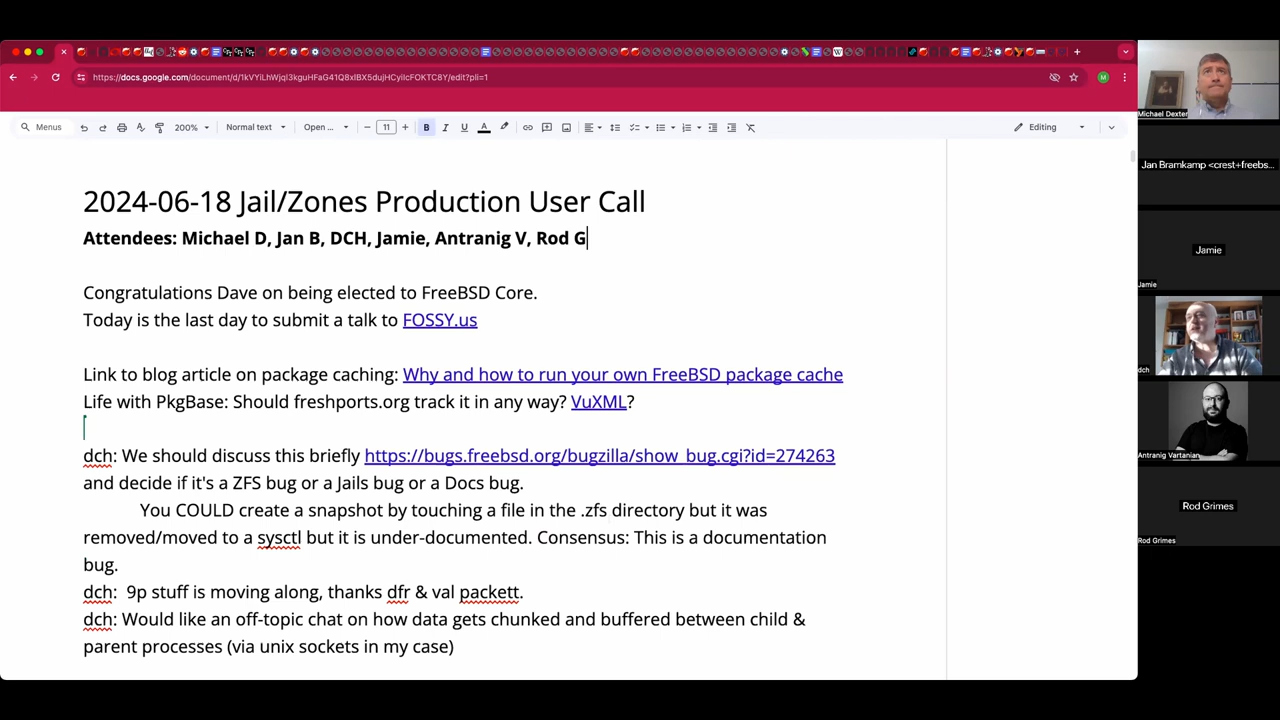 https://docs.google.com/document/d/1kVYiLhWjqI3kguHFaG41Q8xIBX5dujHCyiIcFOKTC8Y/edit?pli=1
M
Menus
200%
Normal text
Open ...
11
B
I
U
A
Editing
2024-06-18 Jail/Zones Production User Call
Attendees: Michael D, Jan B, DCH, Jamie, Antranig V, Rod G
Congratulations Dave on being elected to FreeBSD Core.
Today is the last day to submit a talk to FOSSY.us
Link to blog article on package caching: Why and how to run your own FreeBSD package cache
Life with PkgBase: Should freshports.org track it in any way? VuXML?
dch: We should discuss this briefly https://bugs.freebsd.org/bugzilla/show_bug.cgi?id=274263
and decide if it's a ZFS bug or a Jails bug or a Docs bug.
You COULD create a snapshot by touching a file in the .zfs directory but it was
removed/moved to a sysctl but it is under-documented. Consensus: This is a documentation
bug.
dch:  9p stuff is moving along, thanks dfr & val packett.
dch: Would like an off-topic chat on how data gets chunked and buffered between child &
parent processes (via unix sockets in my case)
Michael Dexter
Jan Bramkamp <crest+freebs...
Jamie
Jamie
dch
Antranig Vartanian
Rod Grimes
Rod Grimes